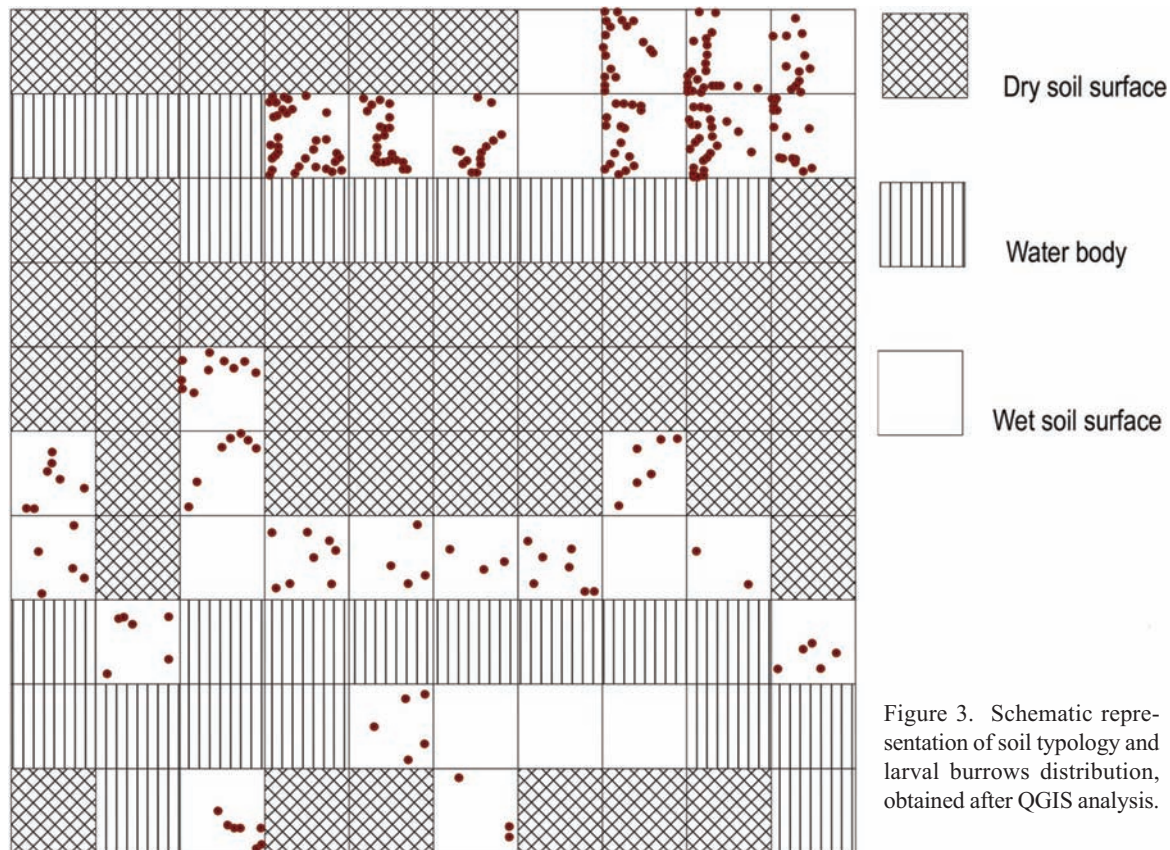 Dry soil surface
Water body
Wet soil surface
Figure 3. Schematic repre-
sentation of soil typology and
larval burrows distribution,
obtained after QGIS analysis.